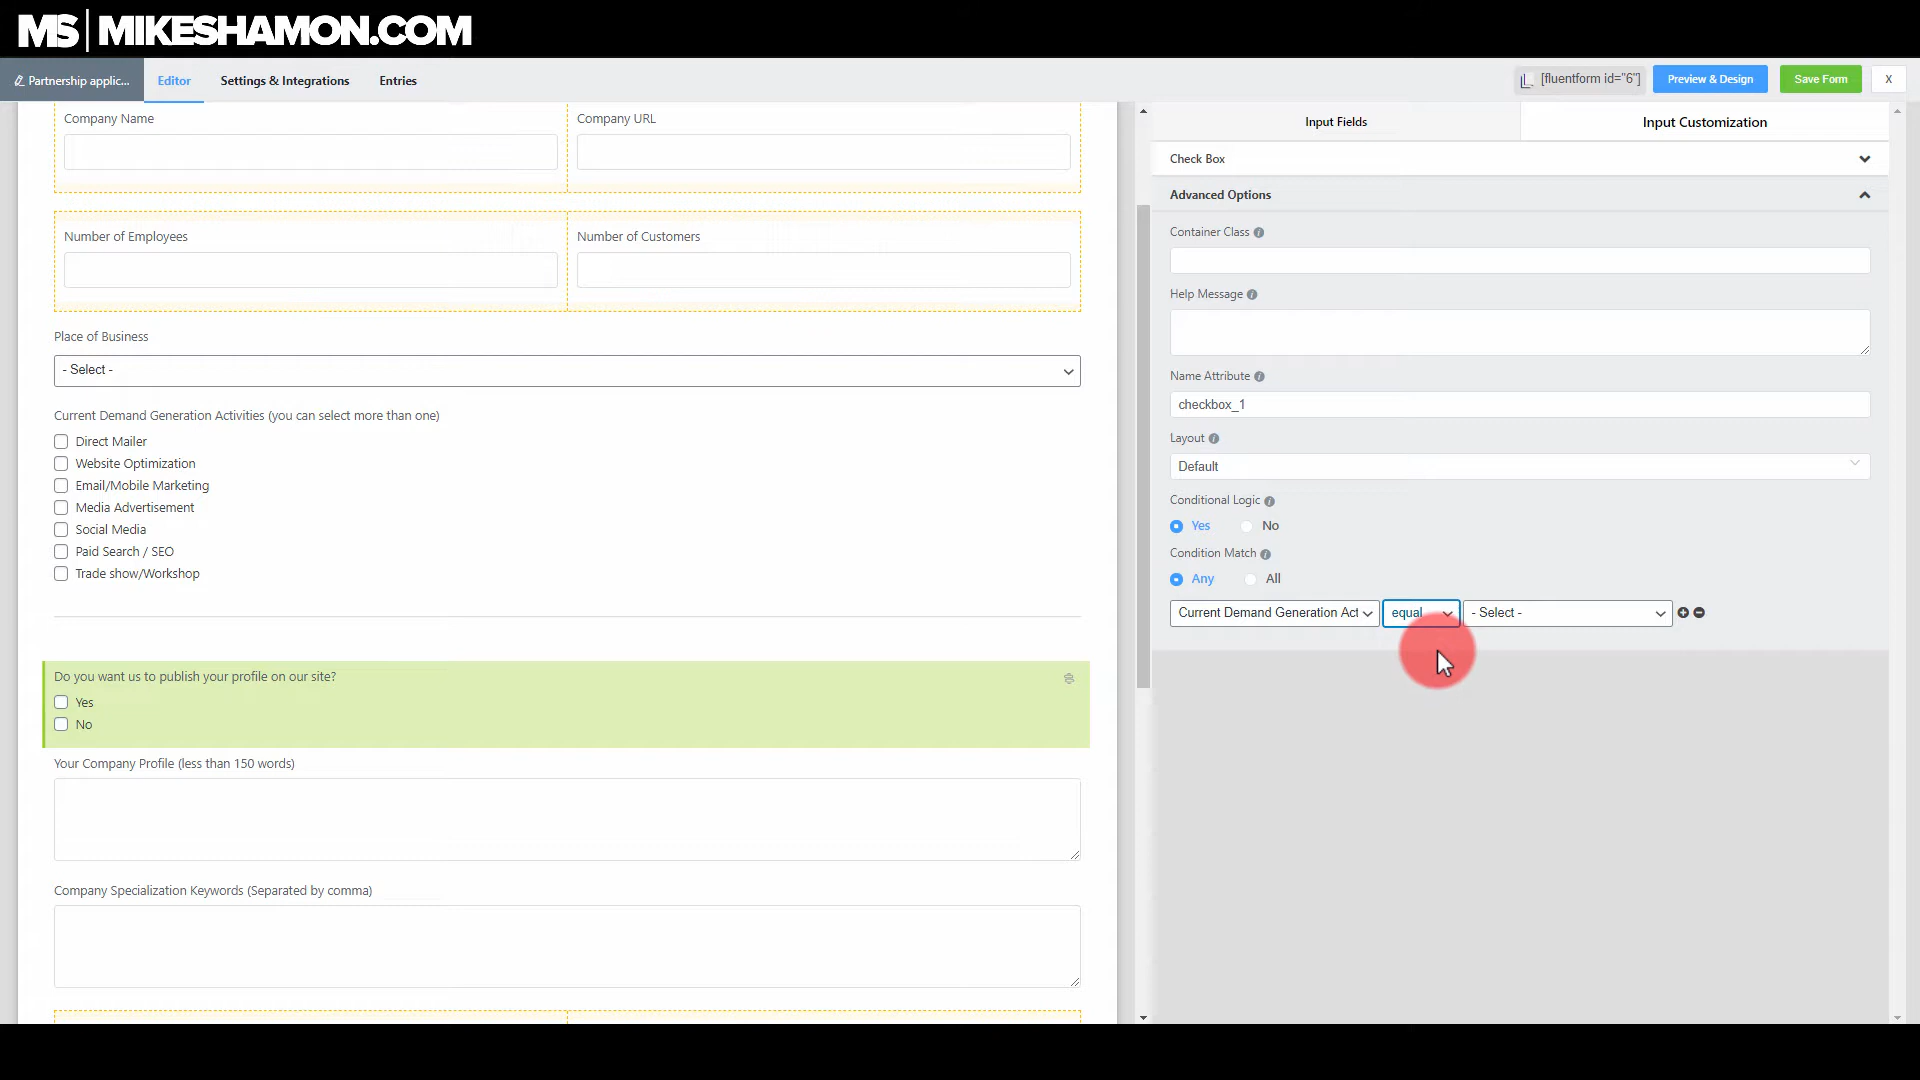 MS | MIKESHAMON.COM
Partnership applic...
Editor
Settings & Integrations
Entries
[fluentform id="6"]
Preview & Design
Save Form
X
Company Name
Company URL
Number of Employees
Number of Customers
Place of Business
- Select -
Current Demand Generation Activities (you can select more than one)
Direct Mailer
Website Optimization
Email/Mobile Marketing
Media Advertisement
Social Media
Paid Search / SEO
Trade show/Workshop
Do you want us to publish your profile on our site?
Yes
No
Your Company Profile (less than 150 words)
Company Specialization Keywords (Separated by comma)
Input Fields
Input Customization
Check Box
Advanced Options
Container Class
Help Message
Name Attribute
checkbox_1
Layout
Default
Conditional Logic
Yes No
Condition Match
Any All
Current Demand Generation Act equal - Select -